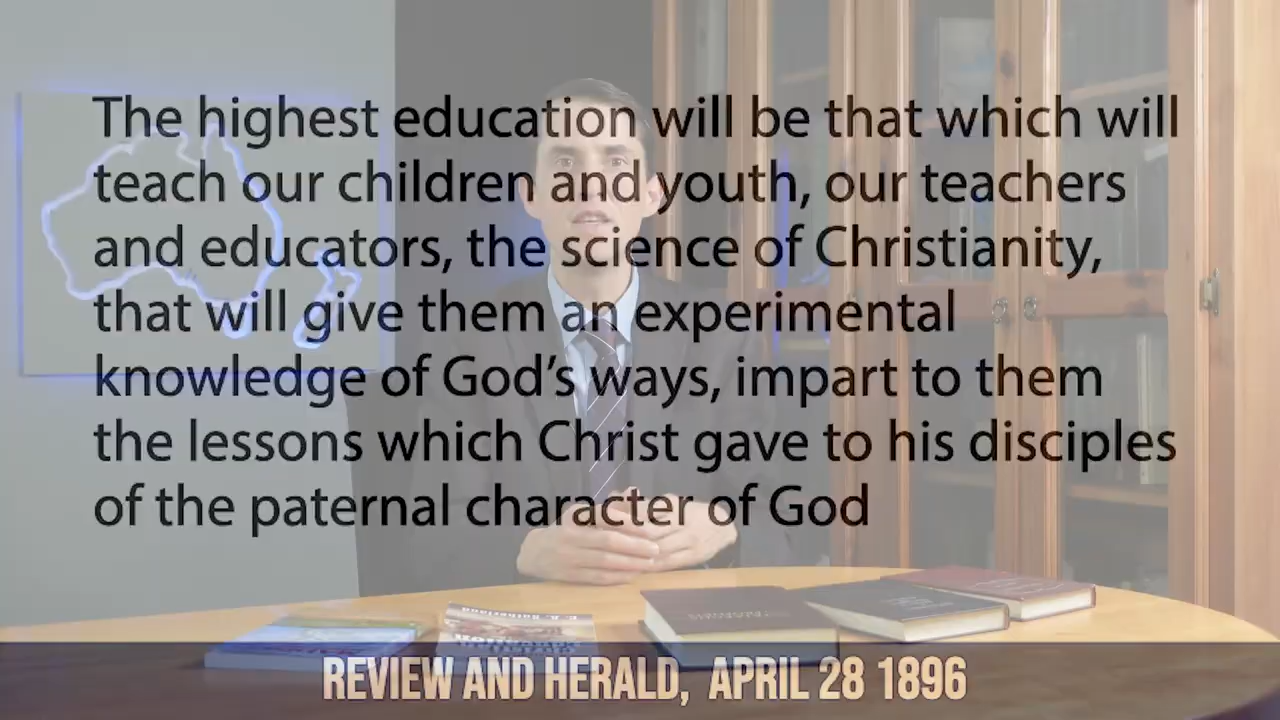 The highest education will be that which will
teach our children and youth, our teachers
and educators, the science of Christianity,
that will give them an experimental
knowledge of God’s ways, impart to them
the lessons which Christ gave to his disciples
of the paternal character of God
REVIEW AND HERALD, APRIL 28 1896